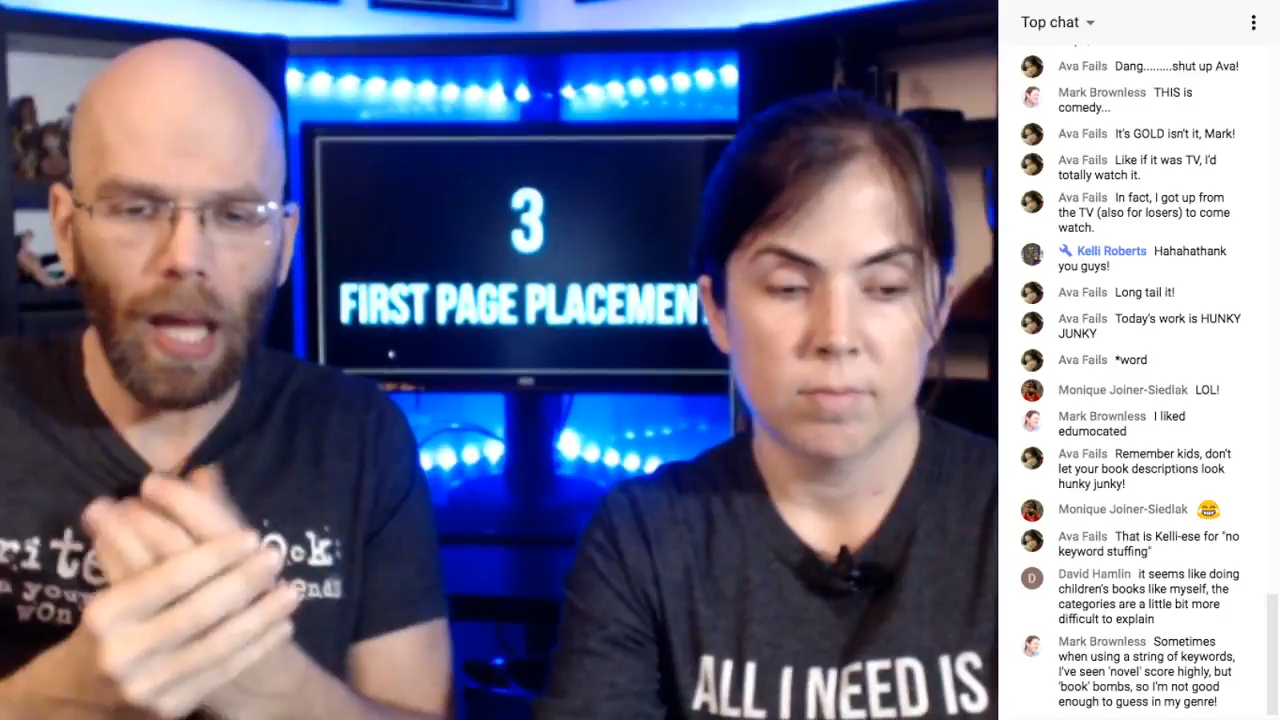 3
FIRST PAGE PLACEMEN
ALL I NEED IS
Top chat
Ava Fails Dang.........shut up Ava!
Mark Brownless THIS is
comedy...
Ava Fails It's GOLD isn't it, Mark!
Ava Fails Like if it was TV, I'd
totally watch it.
Ava Fails In fact, I got up from
the TV (also for losers) to come
watch.
Kelli Roberts Hahahathank
you guys!
Ava Fails Long tail it!
Ava Fails Today's work is HUNKY
JUNKY
Ava Fails *word
Monique Joiner-Siedlak LOL!
Mark Brownless I liked
edumocated
Ava Fails Remember kids, don't
let your book descriptions look
hunky junky!
Monique Joiner-Siedlak 😂
Ava Fails That is Kelli-ese for "no
keyword stuffing"
D
David Hamlin it seems like doing
children's books like myself, the
categories are a little bit more
difficult to explain
Mark Brownless Sometimes
when using a string of keywords,
I've seen 'novel' score highly, but
'book' bombs, so I'm not good
enough to guess in my genre!